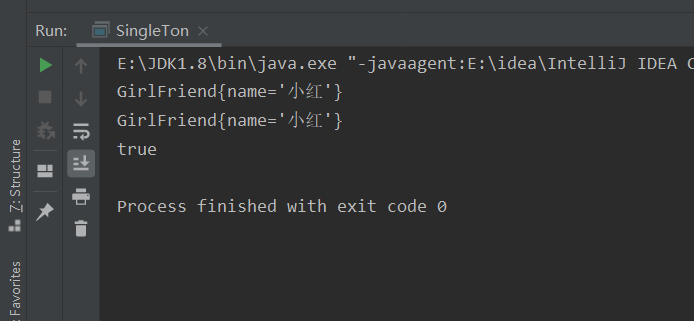 Run: SingleTon
E:\JDK1.8\bin\java.exe "-javaagent:E:\idea\IntelliJ IDEA C
GirlFriend{name='小红'}
GirlFriend{name='小红'}
true
Process finished with exit code 0
Z: Structure
: Favorites